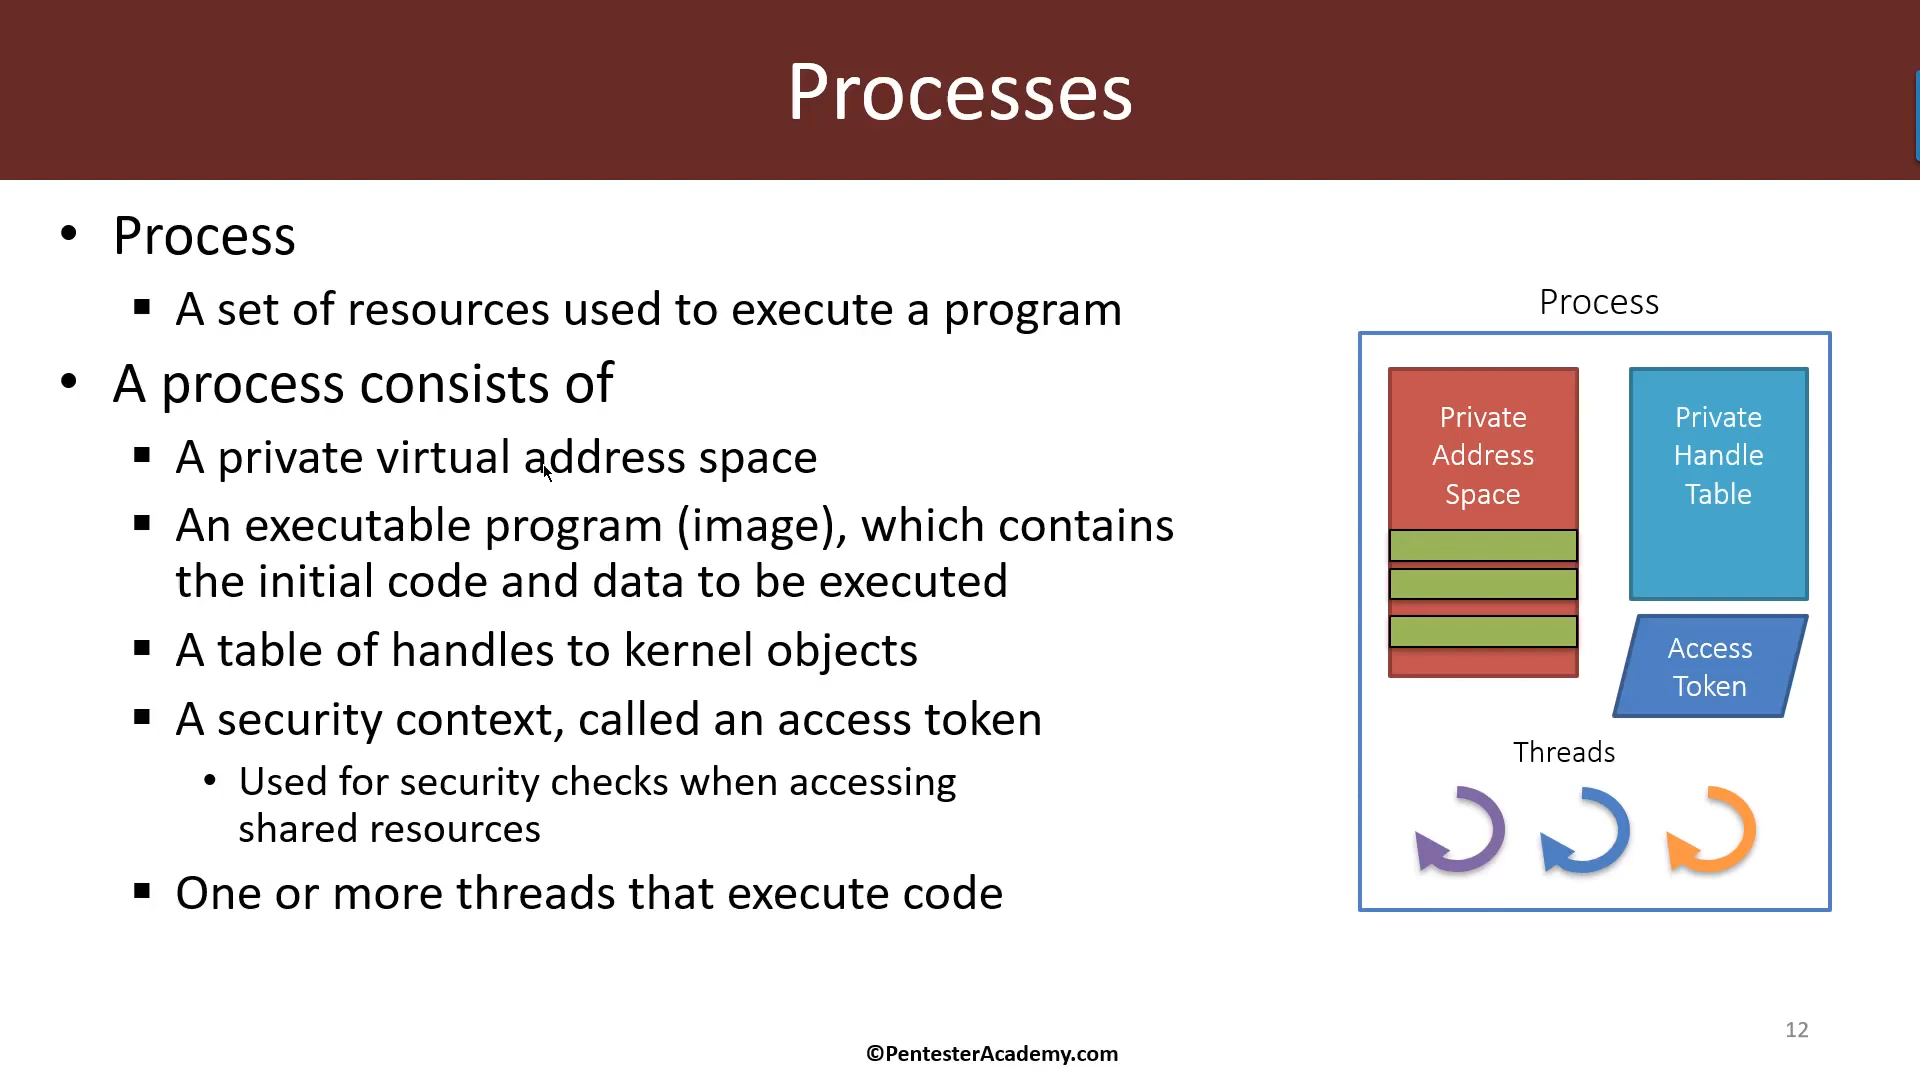 Processes
• Process
▪ A set of resources used to execute a program
• A process consists of
▪ A private virtual address space
▪ An executable program (image), which contains
the initial code and data to be executed
▪ A table of handles to kernel objects
▪ A security context, called an access token
• Used for security checks when accessing
shared resources
▪ One or more threads that execute code
Process
Private
Address
Space
Private
Handle
Table
Access
Token
Threads
12
©PentesterAcademy.com